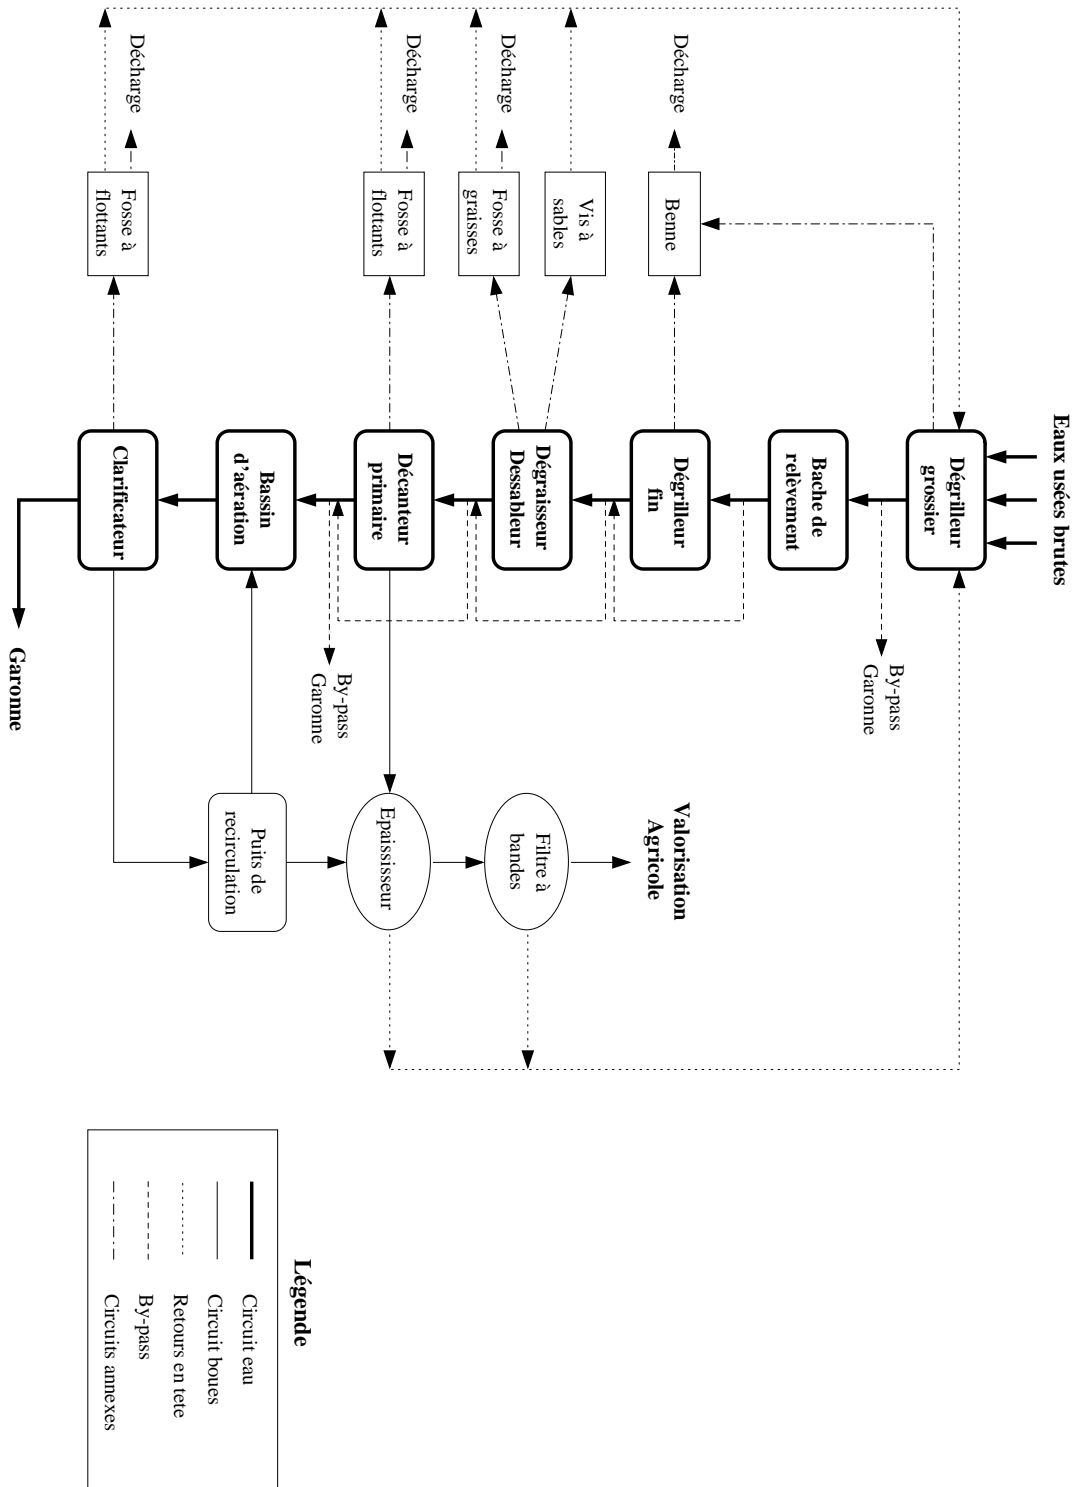 Eaux usées brutes
Dégrilleur
grossier
Bache de
relèvement
Dégrilleur
fin
Dégraisseur
Dessableur
Décanteur
primaire
Bassin
d'aération
Clarificateur
Garonne
Benne
Décharge
Vis à
sables
Fosse à
graisses
Décharge
Fosse à
flottants
Décharge
Fosse à
flottants
Décharge
By-pass
Garonne
By-pass
Garonne
Valorisation
Agricole
Filtre à
bandes
Epaississeur
Puits de
recirculation
Légende
Circuit eau
Circuit boues
Retours en tete
By-pass
Circuits annexes